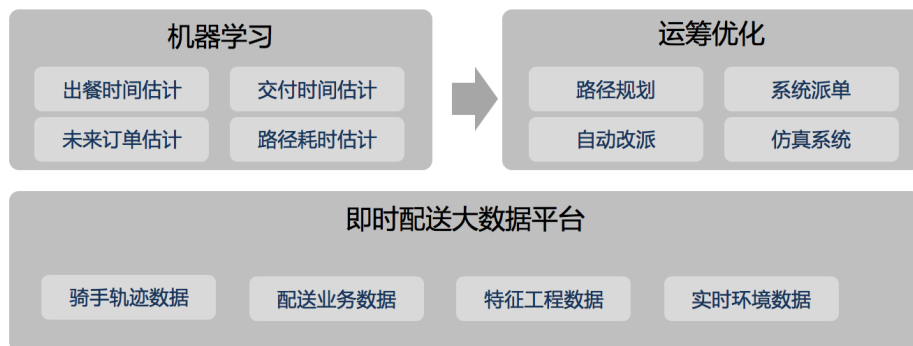 机器学习
运筹优化
出餐时间估计
交付时间估计
路径规划
系统派单
未来订单估计
路径耗时估计
自动改派
仿真系统
即时配送大数据平台
骑手轨迹数据
配送业务数据
特征工程数据
实时环境数据